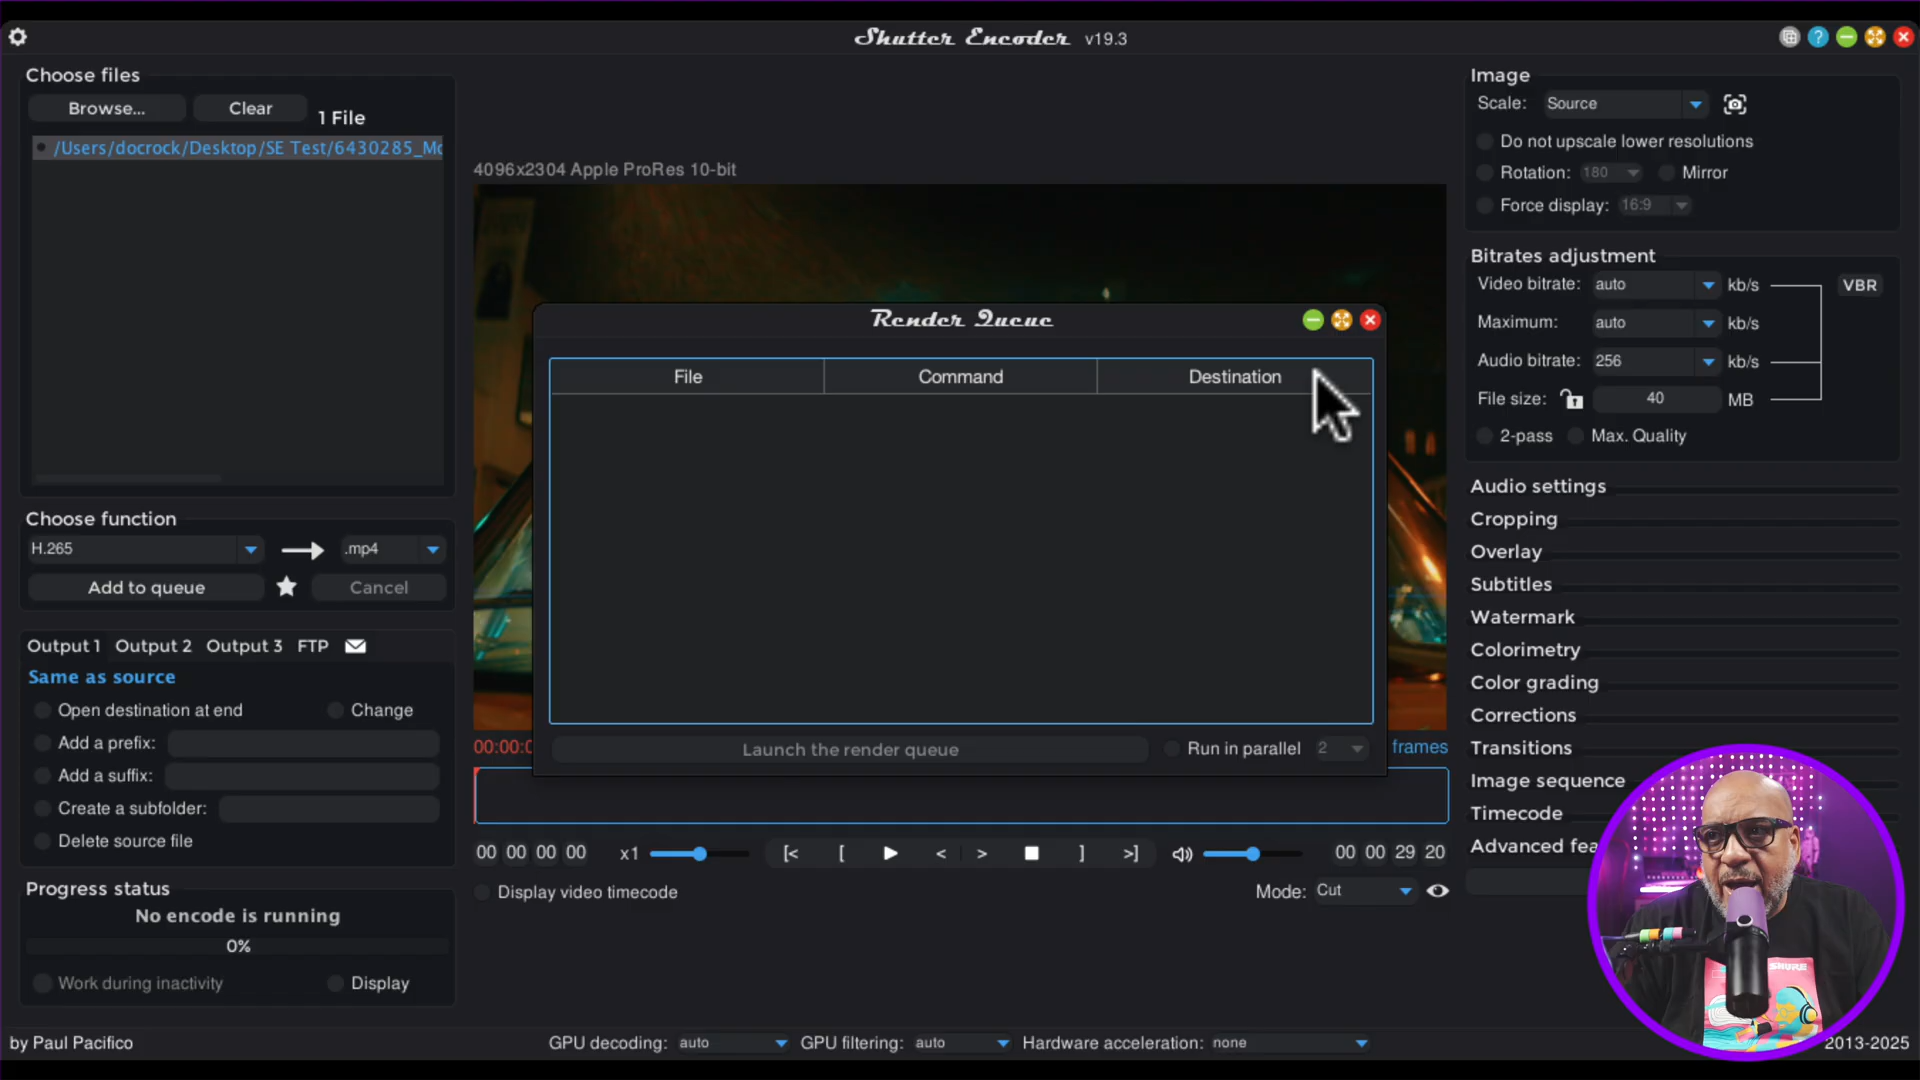 Shutter Encoder v19.3
Choose files
Browse... Clear 1 File
/Users/docrock/Desktop/SE Test/6430285_Mo
Choose function
H.265 .mp4
Add to queue Cancel
Output 1 Output 2 Output 3 FTP
Same as source
Open destination at end Change
Add a prefix:
Add a suffix:
Create a subfolder:
Delete source file
Progress status
No encode is running
0%
Work during inactivity Display
by Paul Pacifico
4096x2304 Apple ProRes 10-bit
Render Queue
File Command Destination
Launch the render queue Run in parallel 2
00:00:0 frames
00 00 00 00 x1 [< [ < > ] >] 00 00 29 20
Display video timecode Mode: Cut
GPU decoding: auto GPU filtering: auto Hardware acceleration: none
Image
Scale: Source
Do not upscale lower resolutions
Rotation: 180 Mirror
Force display: 16:9
Bitrates adjustment
Video bitrate: auto kb/s VBR
Maximum: auto kb/s
Audio bitrate: 256 kb/s
File size: 40 MB
2-pass Max. Quality
Audio settings
Cropping
Overlay
Subtitles
Watermark
Colorimetry
Color grading
Corrections
Transitions
Image sequence
Timecode
Advanced fea
SHURE
2013-2025